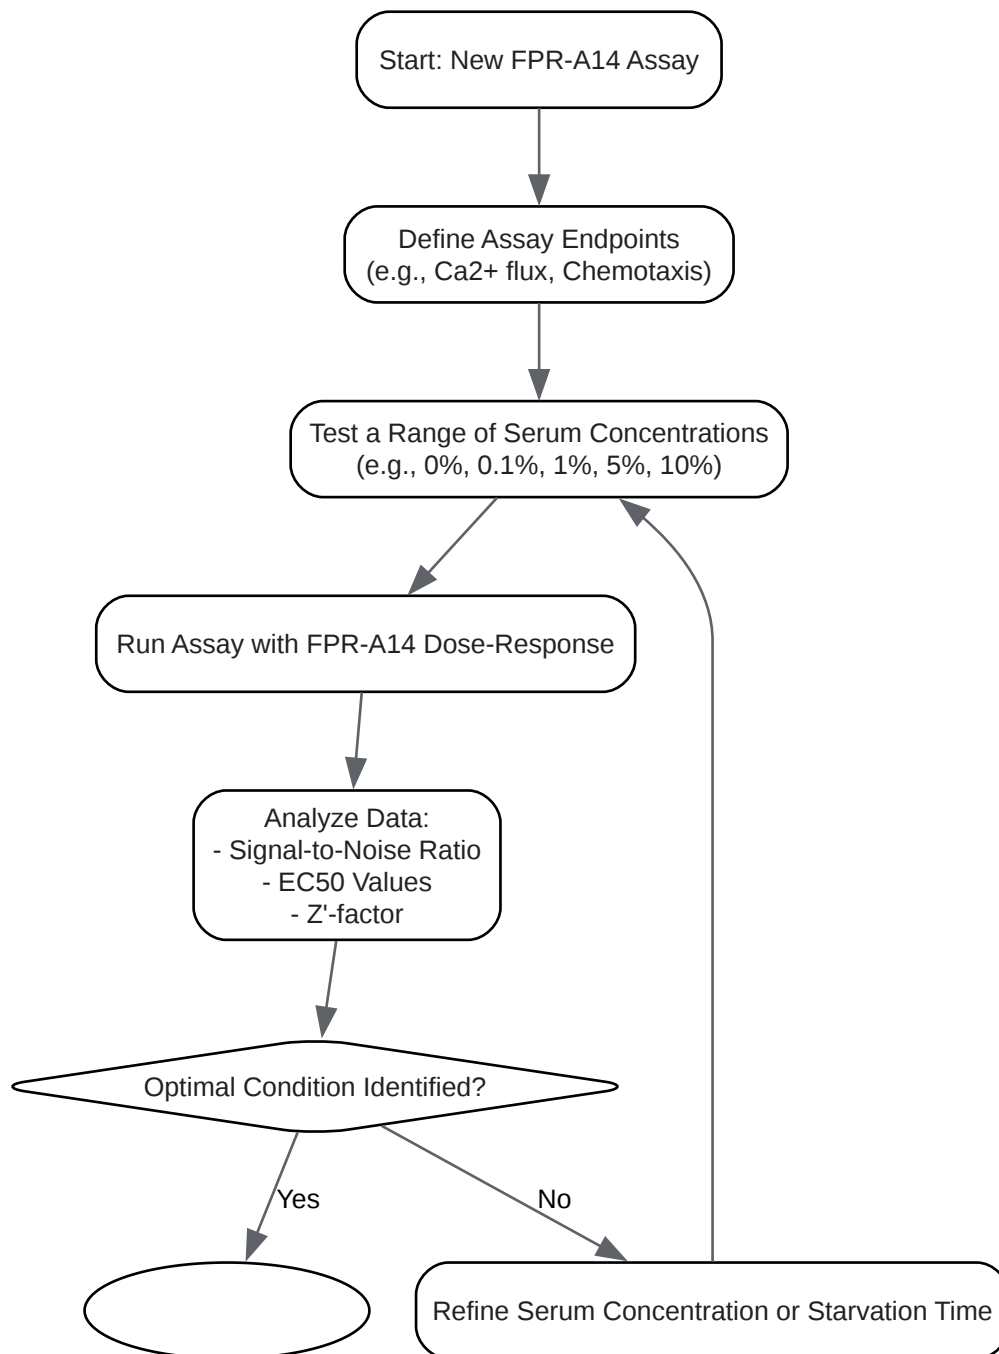 Start: New FPR-A14 Assay
Define Assay Endpoints
(e.g., Ca2+ flux, Chemotaxis)
Test a Range of Serum Concentrations
(e.g., 0%, 0.1%, 1%, 5%, 10%)
Run Assay with FPR-A14 Dose-Response
Analyze Data:
- Signal-to-Noise Ratio
- EC50 Values
- Z'-factor
Optimal Condition Identified?
Yes
No
Refine Serum Concentration or Starvation Time